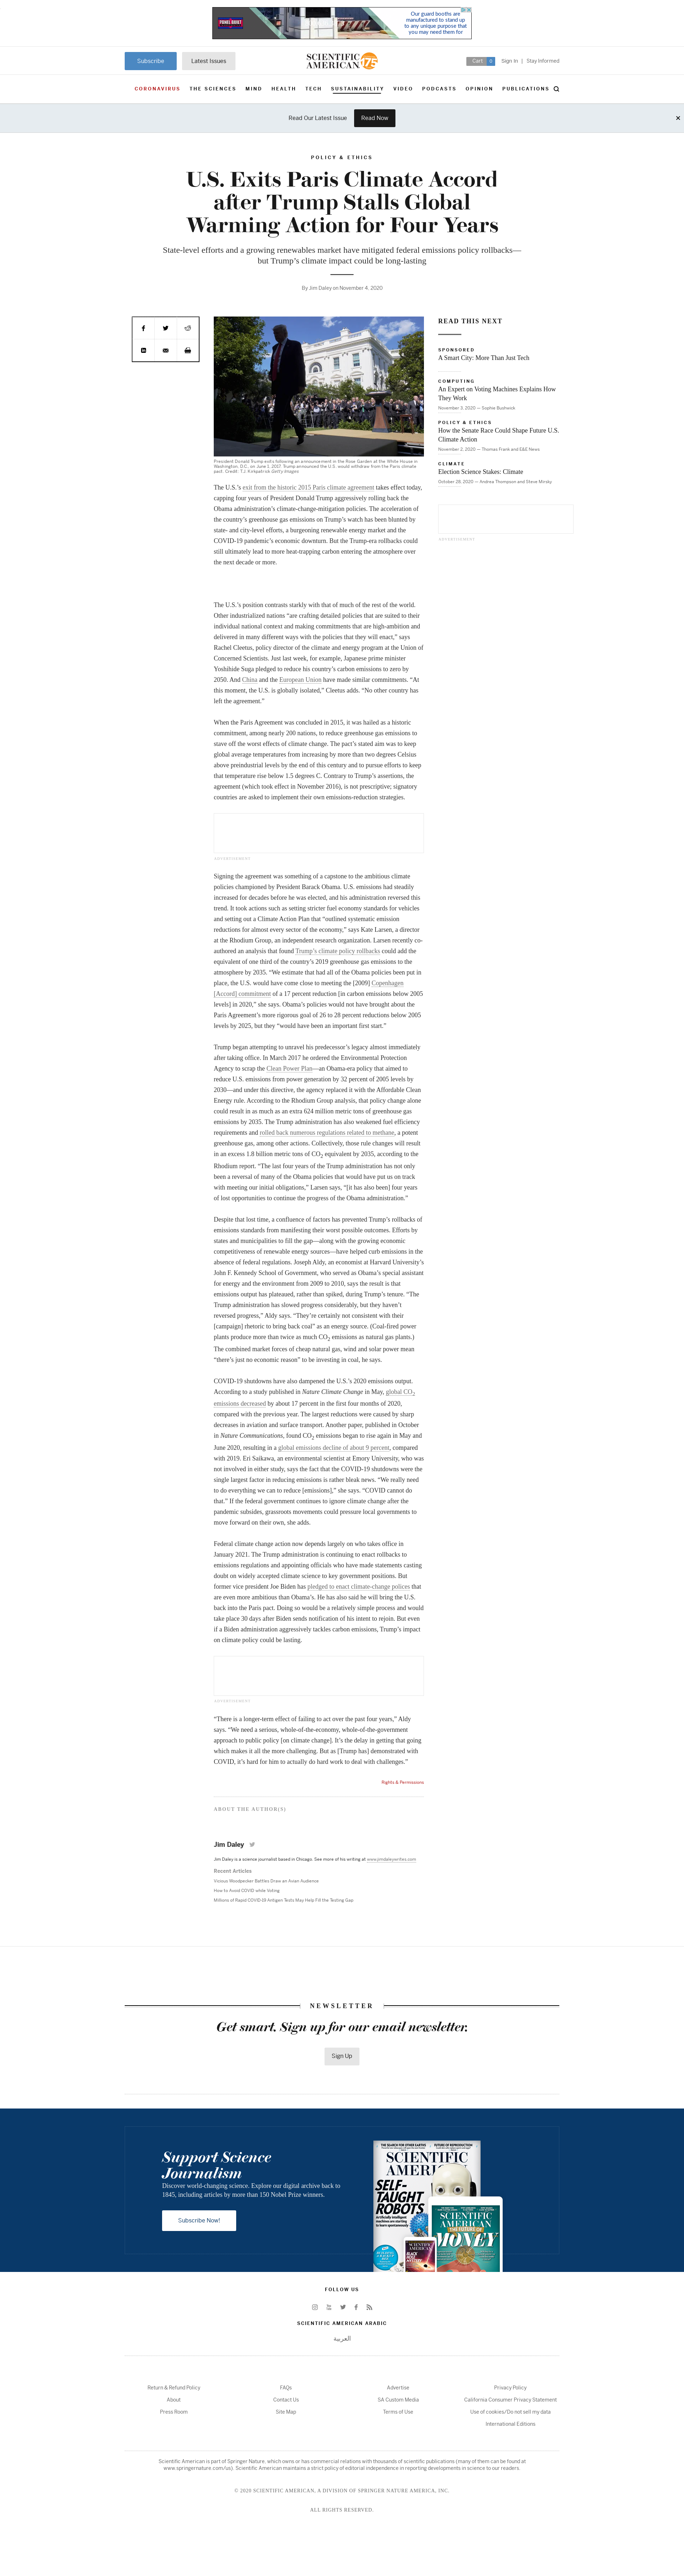 Our guard booths are
manufactured to stand up
to any unique purpose that
you may need them for
Subscribe
Latest Issues
SCIENTIFIC
AMERICAN 175
Cart 0
Sign In | Stay Informed
CORONAVIRUS THE SCIENCES MIND HEALTH TECH SUSTAINABILITY VIDEO PODCASTS OPINION PUBLICATIONS
Read Our Latest Issue
Read Now
POLICY & ETHICS
U.S. Exits Paris Climate Accord
after Trump Stalls Global
Warming Action for Four Years
State-level efforts and a growing renewables market have mitigated federal emissions policy rollbacks—
but Trump’s climate impact could be long-lasting
By Jim Daley on November 4, 2020
President Donald Trump exits following an announcement in the Rose Garden at the White House in
Washington, D.C., on June 1, 2017. Trump announced the U.S. would withdraw from the Paris climate
pact. Credit: T.J. Kirkpatrick Getty Images
The U.S.’s exit from the historic 2015 Paris climate agreement takes effect today,
capping four years of President Donald Trump aggressively rolling back the
Obama administration’s climate-change-mitigation policies. The acceleration of
the country’s greenhouse gas emissions on Trump’s watch has been blunted by
state- and city-level efforts, a burgeoning renewable energy market and the
COVID-19 pandemic’s economic downturn. But the Trump-era rollbacks could
still ultimately lead to more heat-trapping carbon entering the atmosphere over
the next decade or more.
The U.S.’s position contrasts starkly with that of much of the rest of the world.
Other industrialized nations “are crafting detailed policies that are suited to their
individual national context and making commitments that are high-ambition and
delivered in many different ways with the policies that they will enact,” says
Rachel Cleetus, policy director of the climate and energy program at the Union of
Concerned Scientists. Just last week, for example, Japanese prime minister
Yoshihide Suga pledged to reduce his country’s carbon emissions to zero by
2050. And China and the European Union have made similar commitments. “At
this moment, the U.S. is globally isolated,” Cleetus adds. “No other country has
left the agreement.”
When the Paris Agreement was concluded in 2015, it was hailed as a historic
commitment, among nearly 200 nations, to reduce greenhouse gas emissions to
stave off the worst effects of climate change. The pact’s stated aim was to keep
global average temperatures from increasing by more than two degrees Celsius
above preindustrial levels by the end of this century and to pursue efforts to keep
that temperature rise below 1.5 degrees C. Contrary to Trump’s assertions, the
agreement (which took effect in November 2016), is not prescriptive; signatory
countries are asked to implement their own emissions-reduction strategies.
ADVERTISEMENT
Signing the agreement was something of a capstone to the ambitious climate
policies championed by President Barack Obama. U.S. emissions had steadily
increased for decades before he was elected, and his administration reversed this
trend. It took actions such as setting stricter fuel economy standards for vehicles
and setting out a Climate Action Plan that “outlined systematic emission
reductions for almost every sector of the economy,” says Kate Larsen, a director
at the Rhodium Group, an independent research organization. Larsen recently co-
authored an analysis that found Trump’s climate policy rollbacks could add the
equivalent of one third of the country’s 2019 greenhouse gas emissions to the
atmosphere by 2035. “We estimate that had all of the Obama policies been put in
place, the U.S. would have come close to meeting the [2009] Copenhagen
[Accord] commitment of a 17 percent reduction [in carbon emissions below 2005
levels] in 2020,” she says. Obama’s policies would not have brought about the
Paris Agreement’s more rigorous goal of 26 to 28 percent reductions below 2005
levels by 2025, but they “would have been an important first start.”
Trump began attempting to unravel his predecessor’s legacy almost immediately
after taking office. In March 2017 he ordered the Environmental Protection
Agency to scrap the Clean Power Plan—an Obama-era policy that aimed to
reduce U.S. emissions from power generation by 32 percent of 2005 levels by
2030—and under this directive, the agency replaced it with the Affordable Clean
Energy rule. According to the Rhodium Group analysis, that policy change alone
could result in as much as an extra 624 million metric tons of greenhouse gas
emissions by 2035. The Trump administration has also weakened fuel efficiency
requirements and rolled back numerous regulations related to methane, a potent
greenhouse gas, among other actions. Collectively, those rule changes will result
in an excess 1.8 billion metric tons of CO2 equivalent by 2035, according to the
Rhodium report. “The last four years of the Trump administration has not only
been a reversal of many of the Obama policies that would have put us on track
with meeting our initial obligations,” Larsen says, “[it has also been] four years
of lost opportunities to continue the progress of the Obama administration.”
Despite that lost time, a confluence of factors has prevented Trump’s rollbacks of
emissions standards from manifesting their worst possible outcomes. Efforts by
states and municipalities to fill the gap—along with the growing economic
competitiveness of renewable energy sources—have helped curb emissions in the
absence of federal regulations. Joseph Aldy, an economist at Harvard University’s
John F. Kennedy School of Government, who served as Obama’s special assistant
for energy and the environment from 2009 to 2010, says the result is that
emissions output has plateaued, rather than spiked, during Trump’s tenure. “The
Trump administration has slowed progress considerably, but they haven’t
reversed progress,” Aldy says. “They’re certainly not consistent with their
[campaign] rhetoric to bring back coal” as an energy source. (Coal-fired power
plants produce more than twice as much CO2 emissions as natural gas plants.)
The combined market forces of cheap natural gas, wind and solar power mean
“there’s just no economic reason” to be investing in coal, he says.
COVID-19 shutdowns have also dampened the U.S.’s 2020 emissions output.
According to a study published in Nature Climate Change in May, global CO2
emissions decreased by about 17 percent in the first four months of 2020,
compared with the previous year. The largest reductions were caused by sharp
decreases in aviation and surface transport. Another paper, published in October
in Nature Communications, found CO2 emissions began to rise again in May and
June 2020, resulting in a global emissions decline of about 9 percent, compared
with 2019. Eri Saikawa, an environmental scientist at Emory University, who was
not involved in either study, says the fact that the COVID-19 shutdowns were the
single largest factor in reducing emissions is rather bleak news. “We really need
to do everything we can to reduce [emissions],” she says. “COVID cannot do
that.” If the federal government continues to ignore climate change after the
pandemic subsides, grassroots movements could pressure local governments to
move forward on their own, she adds.
Federal climate change action now depends largely on who takes office in
January 2021. The Trump administration is continuing to enact rollbacks to
emissions regulations and appointing officials who have made statements casting
doubt on widely accepted climate science to key government positions. But
former vice president Joe Biden has pledged to enact climate-change polices that
are even more ambitious than Obama’s. He has also said he will bring the U.S.
back into the Paris pact. Doing so would be a relatively simple process and would
take place 30 days after Biden sends notification of his intent to rejoin. But even
if a Biden administration aggressively tackles carbon emissions, Trump’s impact
on climate policy could be lasting.
ADVERTISEMENT
“There is a longer-term effect of failing to act over the past four years,” Aldy
says. “We need a serious, whole-of-the-economy, whole-of-the-government
approach to public policy [on climate change]. It’s the delay in getting that going
which makes it all the more challenging. But as [Trump has] demonstrated with
COVID, it’s hard for him to actually do hard work to deal with challenges.”
Rights & Permissions
ABOUT THE AUTHOR(S)
Jim Daley
Jim Daley is a science journalist based in Chicago. See more of his writing at www.jimdaleywrites.com
Recent Articles
Vicious Woodpecker Battles Draw an Avian Audience
How to Avoid COVID while Voting
Millions of Rapid COVID-19 Antigen Tests May Help Fill the Testing Gap
READ THIS NEXT
SPONSORED
A Smart City: More Than Just Tech
COMPUTING
An Expert on Voting Machines Explains How
They Work
November 3, 2020 — Sophie Bushwick
POLICY & ETHICS
How the Senate Race Could Shape Future U.S.
Climate Action
November 2, 2020 — Thomas Frank and E&E News
CLIMATE
Election Science Stakes: Climate
October 28, 2020 — Andrea Thompson and Steve Mirsky
ADVERTISEMENT
NEWSLETTER
Get smart. Sign up for our email newsletter.
Sign Up
Support Science
Journalism
Discover world-changing science. Explore our digital archive back to
1845, including articles by more than 150 Nobel Prize winners.
Subscribe Now!
SCIENTIFIC
AMERICAN
SELF-
TAUGHT
ROBOTS
SCIENTIFIC
AMERICAN
THE FUTURE OF
MONEY
FOLLOW US
SCIENTIFIC AMERICAN ARABIC
العربية
Return & Refund Policy
About
Press Room
FAQs
Contact Us
Site Map
Advertise
SA Custom Media
Terms of Use
Privacy Policy
California Consumer Privacy Statement
Use of cookies/Do not sell my data
International Editions
Scientific American is part of Springer Nature, which owns or has commercial relations with thousands of scientific publications (many of them can be found at
www.springernature.com/us). Scientific American maintains a strict policy of editorial independence in reporting developments in science to our readers.
© 2020 SCIENTIFIC AMERICAN, A DIVISION OF SPRINGER NATURE AMERICA, INC.
ALL RIGHTS RESERVED.